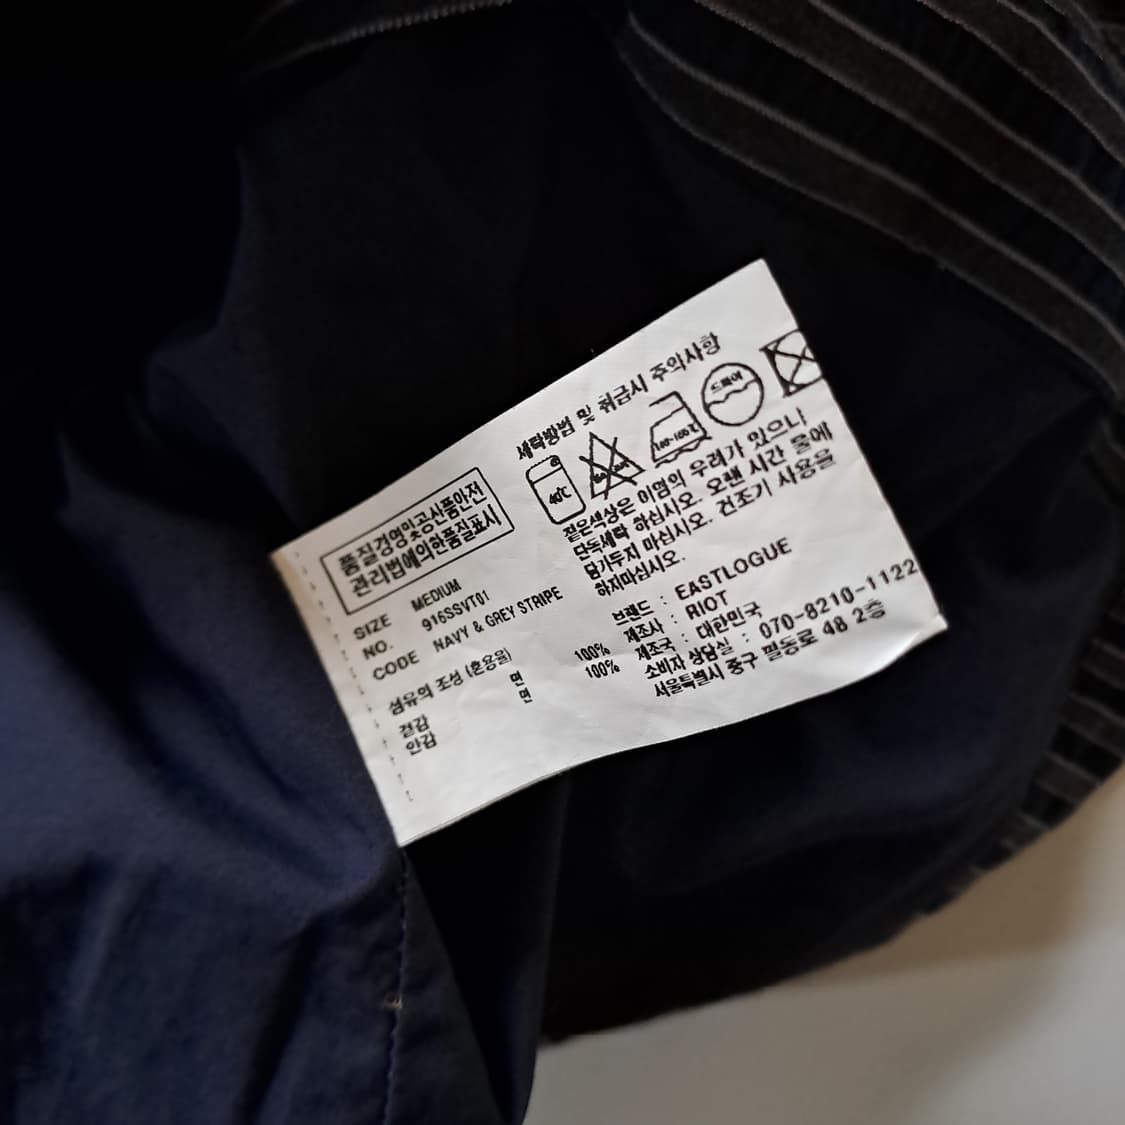 품질경영및공산품안전
관리법에의한품질표시
SIZE MEDIUM
NO. 916SSVT01
CODE NAVY & GREY STRIPE
섬유의 조성 (혼용율)
겉감 면 100%
안감 면 100%
세탁방법 및 취급시 주의사항
40℃
드라이
짙은색상은 이염의 우려가 있으니
단독세탁 하십시오. 오랜 시간 물에
담가두지 마십시오. 건조기 사용을
하지마십시오.
브랜드 : EASTLOGUE
제조사 : RIOT
제조국 : 대한민국
소비자 상담실 : 070-8210-1122
서울특별시 중구 필동로 48 2층